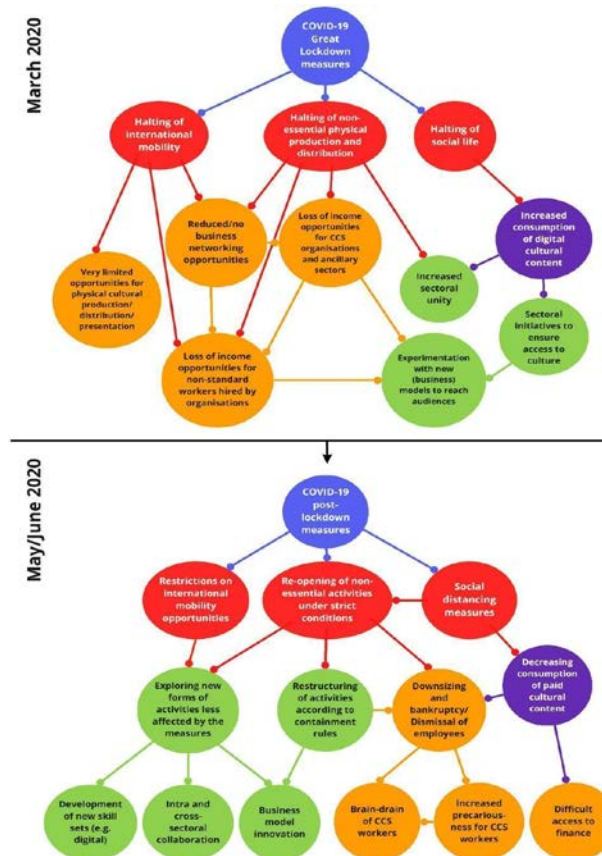 March 2020
COVID-19
Great
Lockdown
measures
Halting of
international
mobility
Halting of non-
essential physical
production and
distribution
Halting of
social life
Reduced/no
business
networking
opportunities
Loss of income
opportunities
for CCS
organisations
and ancillary
sectors
Increased
consumption
of digital
cultural
content
Very limited
opportunities for
physical cultural
production/
distribution/
presentation
Increased
sectoral
unity
Sectoral
initiatives to
ensure
access to
culture
Loss of income
opportunities for
non-standard
workers hired by
organisations
Experimentation
with new
(business)
models to reach
audiences
May/June 2020
COVID-19
post-
lockdown
measures
Restrictions on
international
mobility
opportunities
Re-opening of non-
essential activities
under strict
conditions
Social
distancing
measures
Exploring new
forms of
activities less
affected by the
measures
Restructuring
of activities
according to
containment
rules
Downsizing
and
bankruptcy/
Dismissal of
employees
Decreasing
consumption
of paid
cultural
content
Development
of new skill
sets (e.g.
digital)
Intra and
cross-
sectoral
collaboration
Business
model
innovation
Brain-drain
of CCS
workers
Increased
precarious-
ness for CCS
workers
Difficult
access to
finance